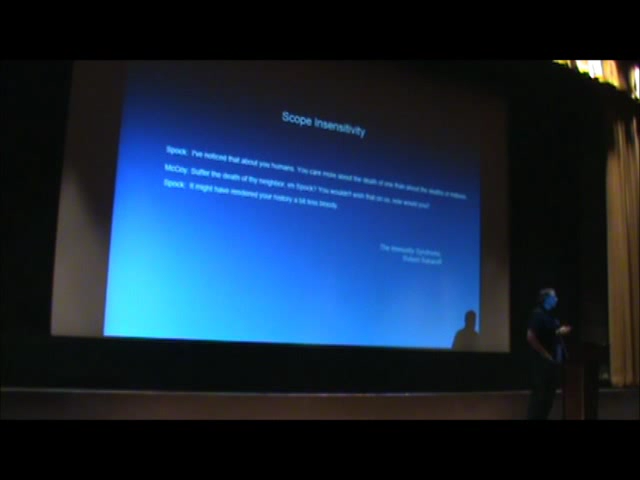 Scope Insensitivity
Spock: I've noticed that about you humans. You care more about the death of one than about the deaths of millions.
McCoy: Suffer the death of thy neighbor, eh Spock? You wouldn't wish that on us, now would you?
Spock: It might have rendered your history a bit less bloody.
The Immunity Syndrome,
Robert Sabaroff